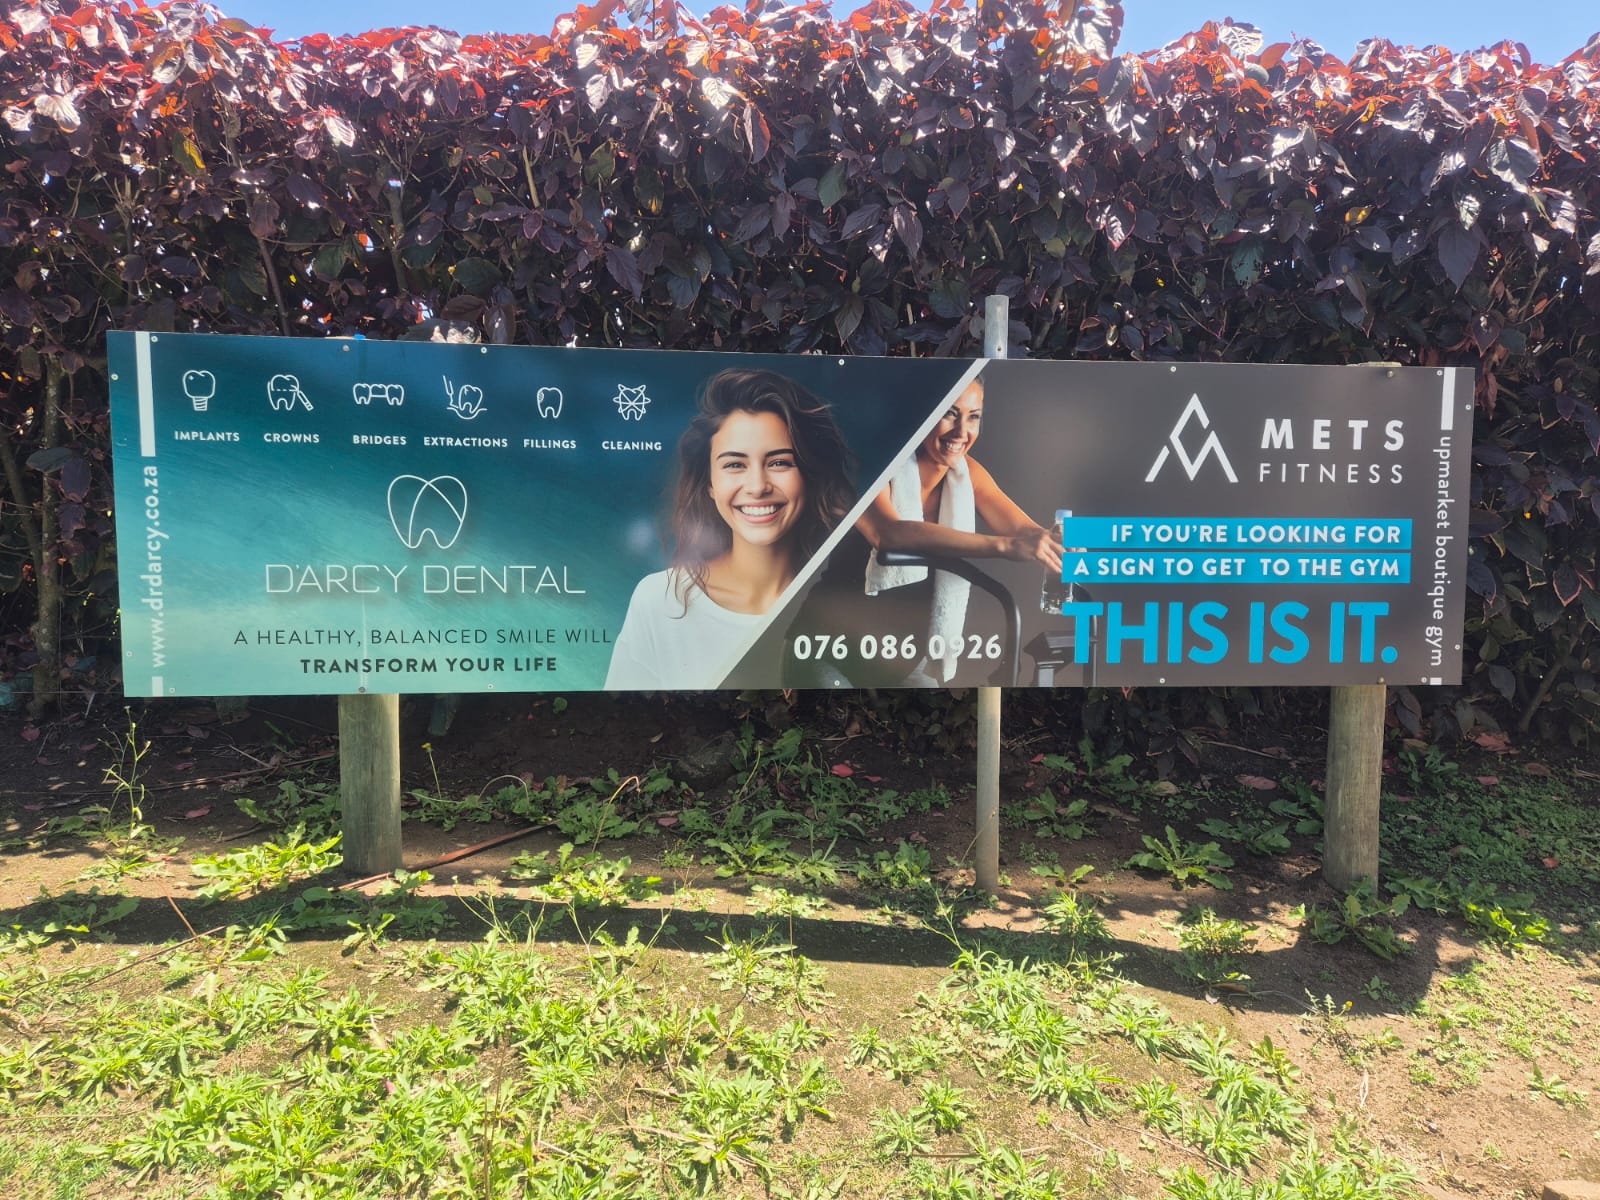 IMPLANTS
CROWNS
BRIDGES
EXTRACTIONS
FILLINGS
CLEANING
www.drdarcy.co.za
D'ARCY DENTAL
A HEALTHY, BALANCED SMILE WILL
TRANSFORM YOUR LIFE
076 086 0926
METS
FITNESS
IF YOU'RE LOOKING FOR
A SIGN TO GET TO THE GYM
THIS IS IT.
upmarket boutique gym